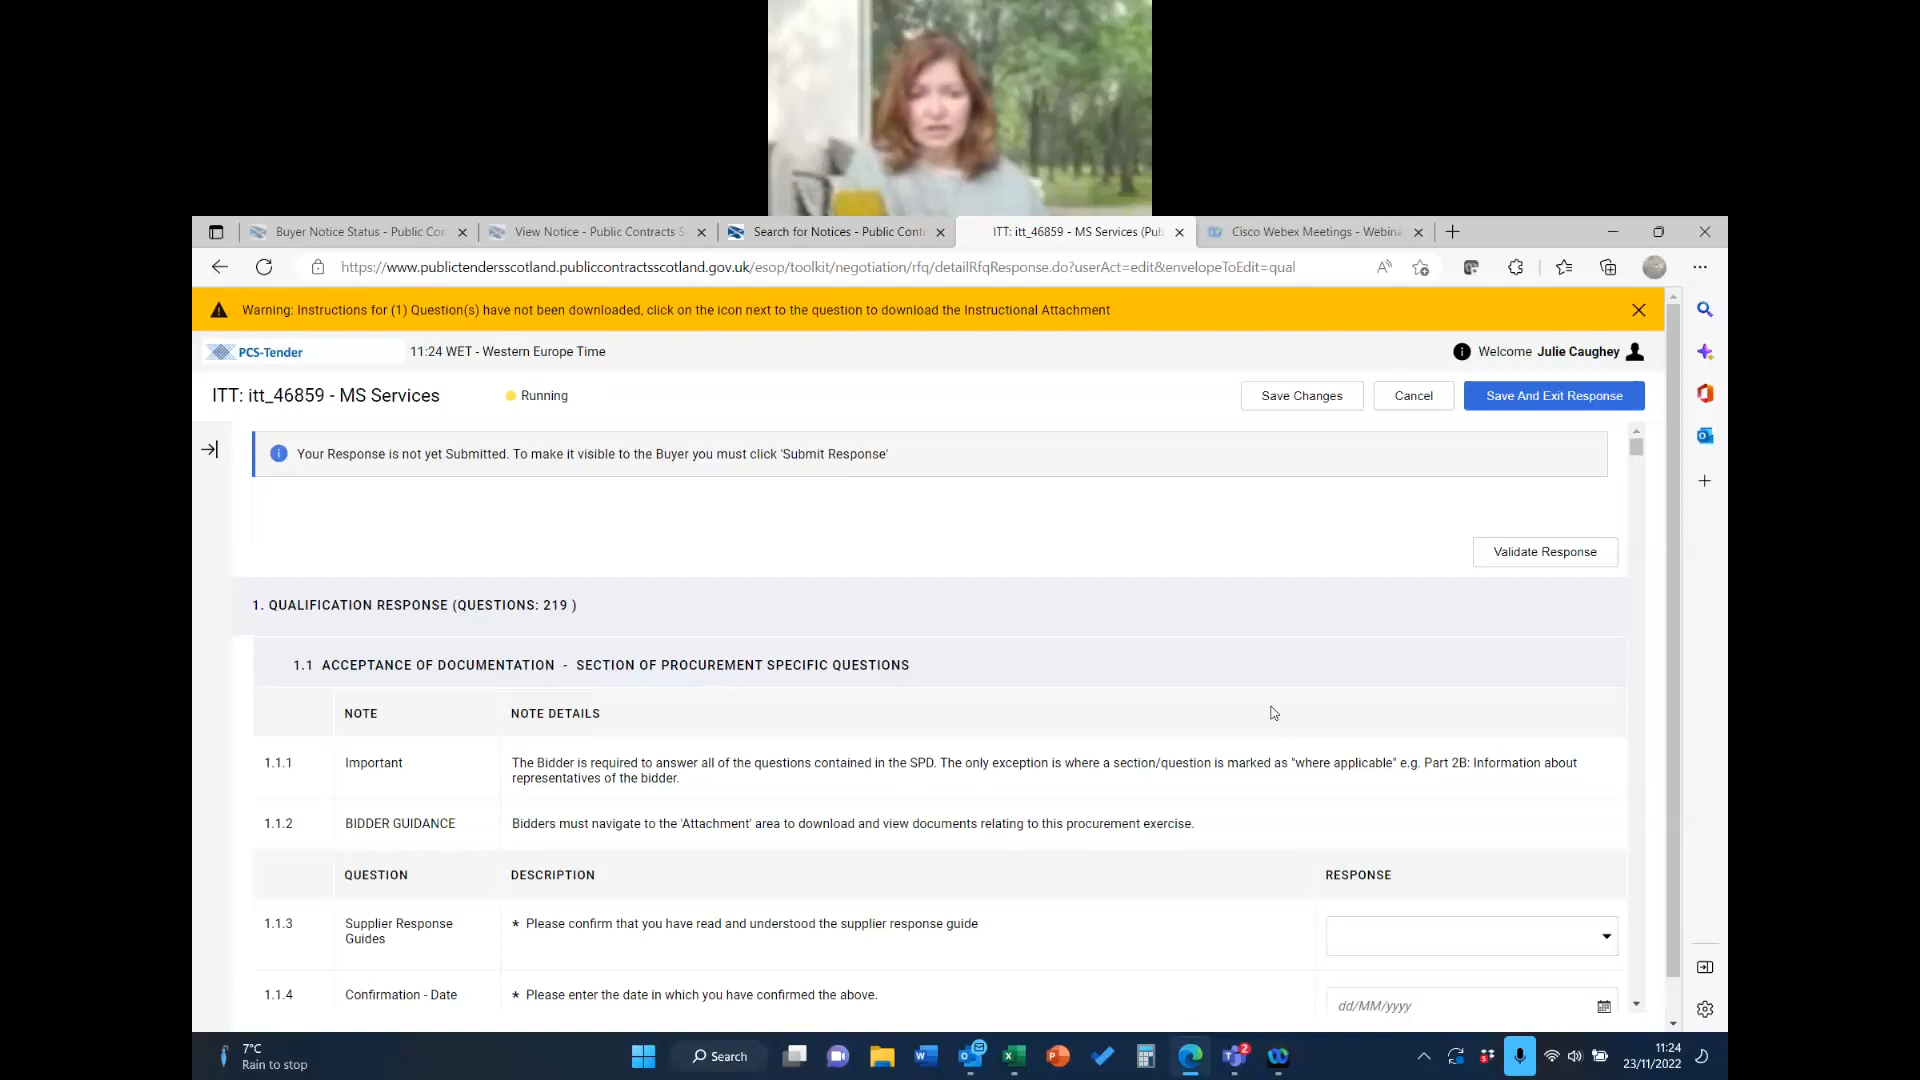 Buyer Notice Status - Public Con
View Notice - Public Contracts S
Search for Notices - Public Cont
ITT: itt_46859 - MS Services (Pub
Cisco Webex Meetings - Webina
https://www.publictendersscotland.publiccontractsscotland.gov.uk/esop/toolkit/negotiation/rfq/detailRfqResponse.do?userAct=edit&envelopeToEdit=qual
Warning: Instructions for (1) Question(s) have not been downloaded, click on the icon next to the question to download the Instructional Attachment
PCS-Tender
11:24 WET - Western Europe Time
Welcome Julie Caughey
ITT: itt_46859 - MS Services
Running
Save Changes
Cancel
Save And Exit Response
Your Response is not yet Submitted. To make it visible to the Buyer you must click 'Submit Response'
Validate Response
1. QUALIFICATION RESPONSE (QUESTIONS: 219 )
1.1 ACCEPTANCE OF DOCUMENTATION - SECTION OF PROCUREMENT SPECIFIC QUESTIONS
NOTE
NOTE DETAILS
1.1.1
Important
The Bidder is required to answer all of the questions contained in the SPD. The only exception is where a section/question is marked as "where applicable" e.g. Part 2B: Information about
representatives of the bidder.
1.1.2
BIDDER GUIDANCE
Bidders must navigate to the 'Attachment' area to download and view documents relating to this procurement exercise.
QUESTION
DESCRIPTION
RESPONSE
1.1.3
Supplier Response
Guides
* Please confirm that you have read and understood the supplier response guide
1.1.4
Confirmation - Date
* Please enter the date in which you have confirmed the above.
dd/MM/yyyy
7°C
Rain to stop
Search
2
11:24
23/11/2022